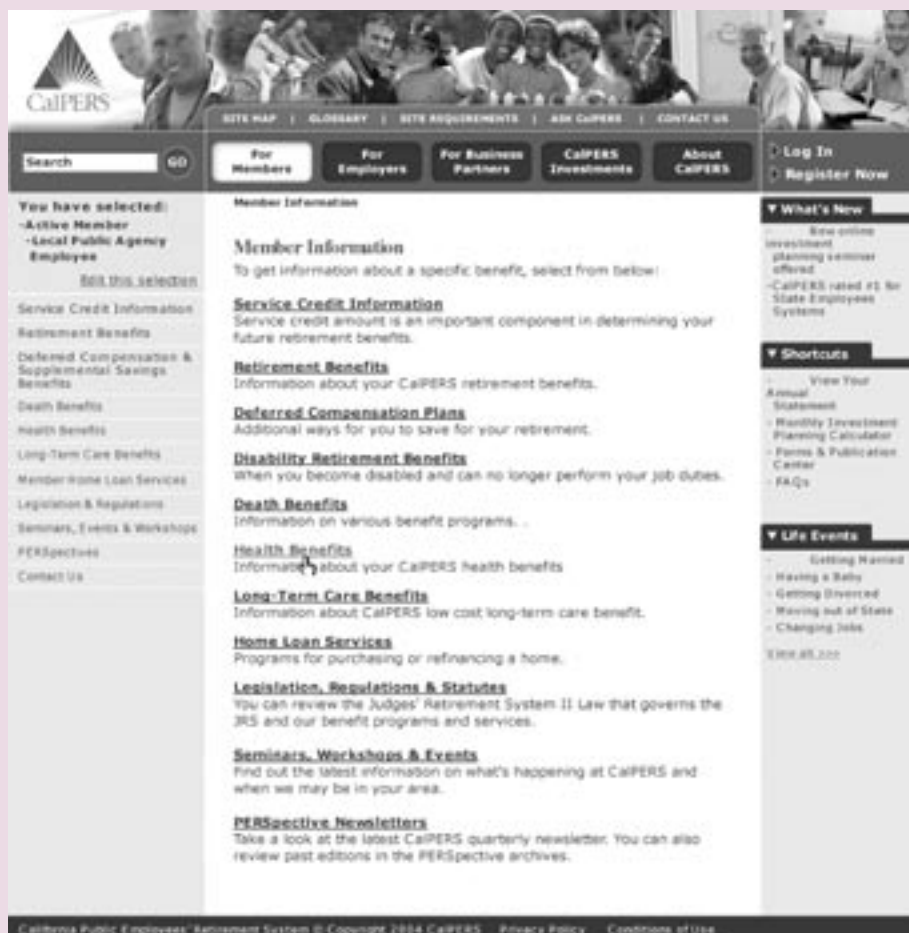 CalPERS
SITE MAP | GLOSSARY | SITE REQUIREMENTS | ASK CalPERS | CONTACT US
Search GO
For Members
For Employers
For Business Partners
CalPERS Investments
About CalPERS
Log In
Register Now
You have selected:
-Active Member
-Local Public Agency
Employee
Edit this selection
Service Credit Information
Retirement Benefits
Deferred Compensation &
Supplemental Savings
Benefits
Death Benefits
Health Benefits
Long-Term Care Benefits
Member Home Loan Services
Legislation & Regulations
Seminars, Events & Workshops
PERSpectives
Contact Us
Member Information
Member Information
To get information about a specific benefit, select from below:
Service Credit Information
Service credit amount is an important component in determining your
future retirement benefits.
Retirement Benefits
Information about your CalPERS retirement benefits.
Deferred Compensation Plans
Additional ways for you to save for your retirement.
Disability Retirement Benefits
When you become disabled and can no longer perform your job duties.
Death Benefits
Information on various benefit programs. .
Health Benefits
Information about your CalPERS health benefits
Long-Term Care Benefits
Information about CalPERS low cost long-term care benefit.
Home Loan Services
Programs for purchasing or refinancing a home.
Legislation, Regulations & Statutes
You can review the Judges' Retirement System II Law that governs the
JRS and our benefit programs and services.
Seminars, Workshops & Events
Find out the latest information on what's happening at CalPERS and
when we may be in your area.
PERSpective Newsletters
Take a look at the latest CalPERS quarterly newsletter. You can also
review past editions in the PERSpective archives.
What's New
- New online
investment
planning seminar
offered
-CalPERS rated #1 for
State Employees
Systems
Shortcuts
- View Your
Annual
Statement
- Monthly Investment
Planning Calculator
- Forms & Publication
Center
- FAQs
Life Events
- Getting Married
- Having a Baby
- Getting Divorced
- Moving out of State
- Changing Jobs
View all >>>
California Public Employees' Retirement System © Copyright 2004 CalPERS Privacy Policy Conditions of Use